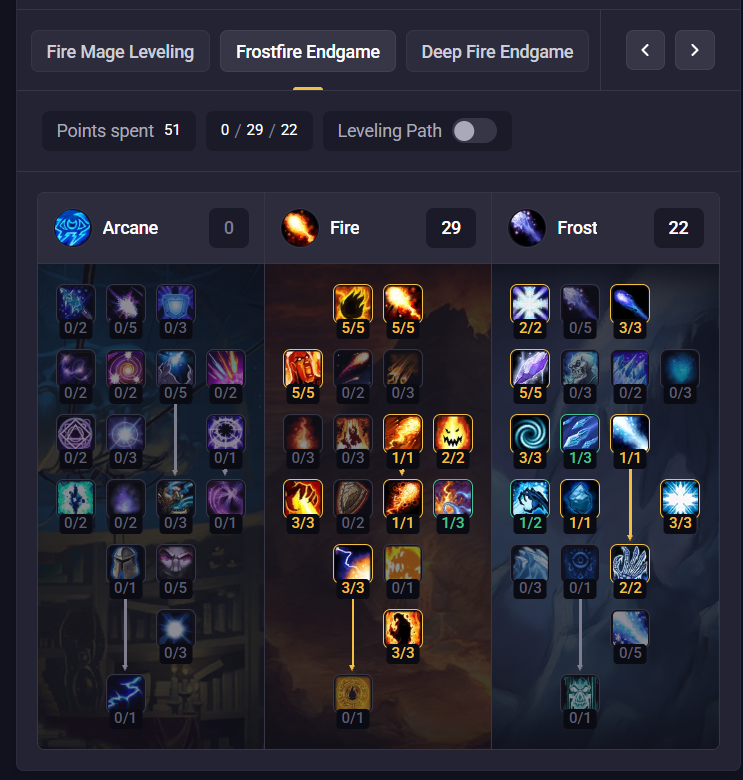 Fire Mage Leveling Frostfire Endgame Deep Fire Endgame
Points spent 51 0 / 29 / 22 Leveling Path
Arcane 0 Fire 29 Frost 22
0/2 0/5 0/3 5/5 5/5 2/2 0/5 3/3
0/2 0/2 0/5 0/2 5/5 0/2 0/3 5/5 0/3 0/2 0/3
0/2 0/3 0/1 0/3 0/3 1/1 2/2 3/3 1/3 1/1
0/2 0/2 0/3 0/1 3/3 0/2 1/1 1/3 1/2 1/1 3/3
0/1 0/5 3/3 0/1 0/3 0/1 2/2
0/3 3/3 0/5
0/1 0/1 0/1